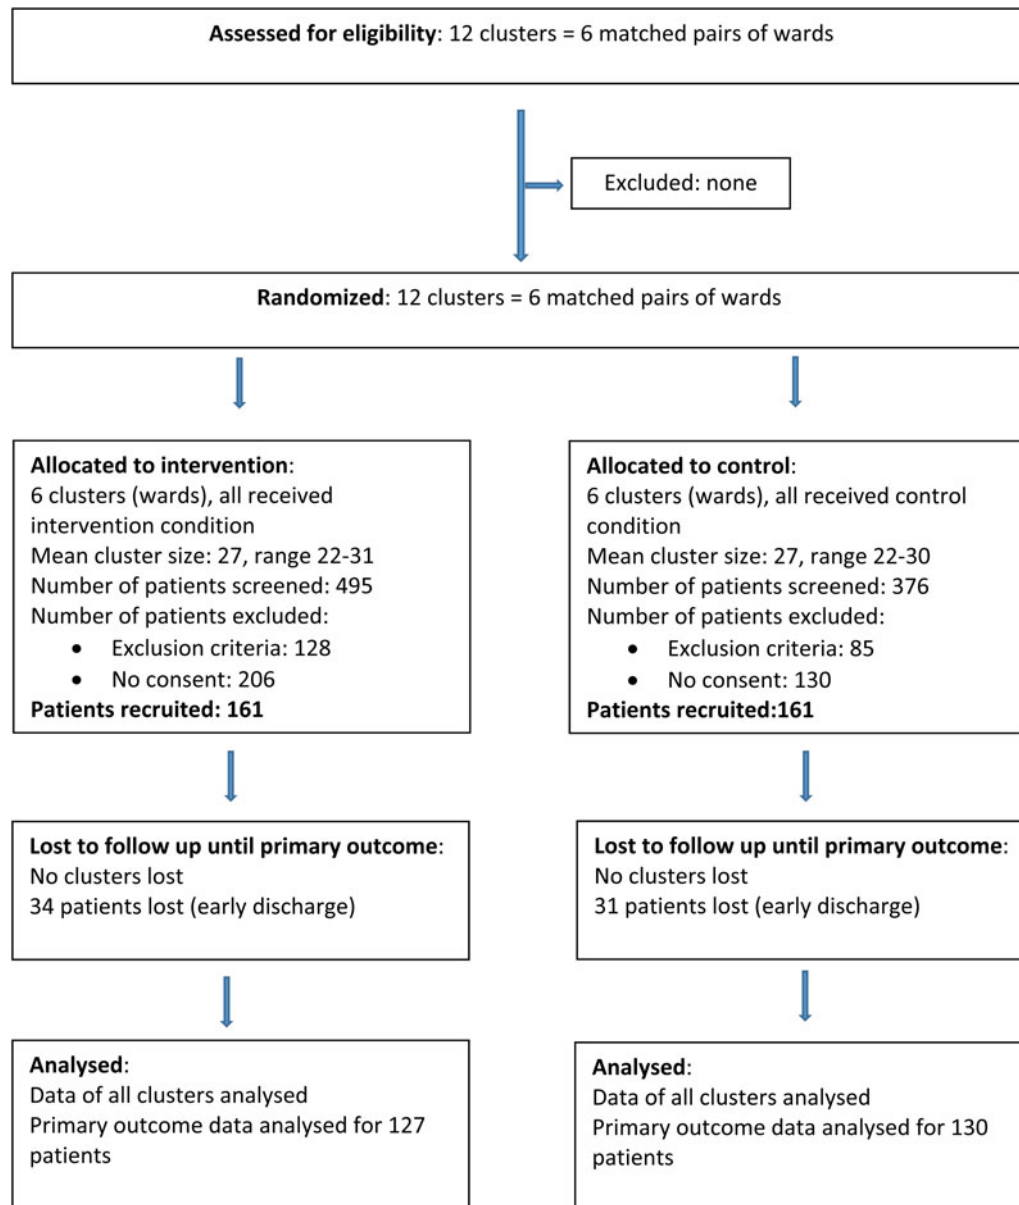 Assessed for eligibility: 12 clusters = 6 matched pairs of wards
Excluded: none
Randomized: 12 clusters = 6 matched pairs of wards
Allocated to intervention:
6 clusters (wards), all received
intervention condition
Mean cluster size: 27, range 22-31
Number of patients screened: 495
Number of patients excluded:
• Exclusion criteria: 128
• No consent: 206
Patients recruited: 161
Allocated to control:
6 clusters (wards), all received control
condition
Mean cluster size: 27, range 22-30
Number of patients screened: 376
Number of patients excluded:
• Exclusion criteria: 85
• No consent: 130
Patients recruited:161
Lost to follow up until primary outcome:
No clusters lost
34 patients lost (early discharge)
Lost to follow up until primary outcome:
No clusters lost
31 patients lost (early discharge)
Analysed:
Data of all clusters analysed
Primary outcome data analysed for 127
patients
Analysed:
Data of all clusters analysed
Primary outcome data analysed for 130
patients